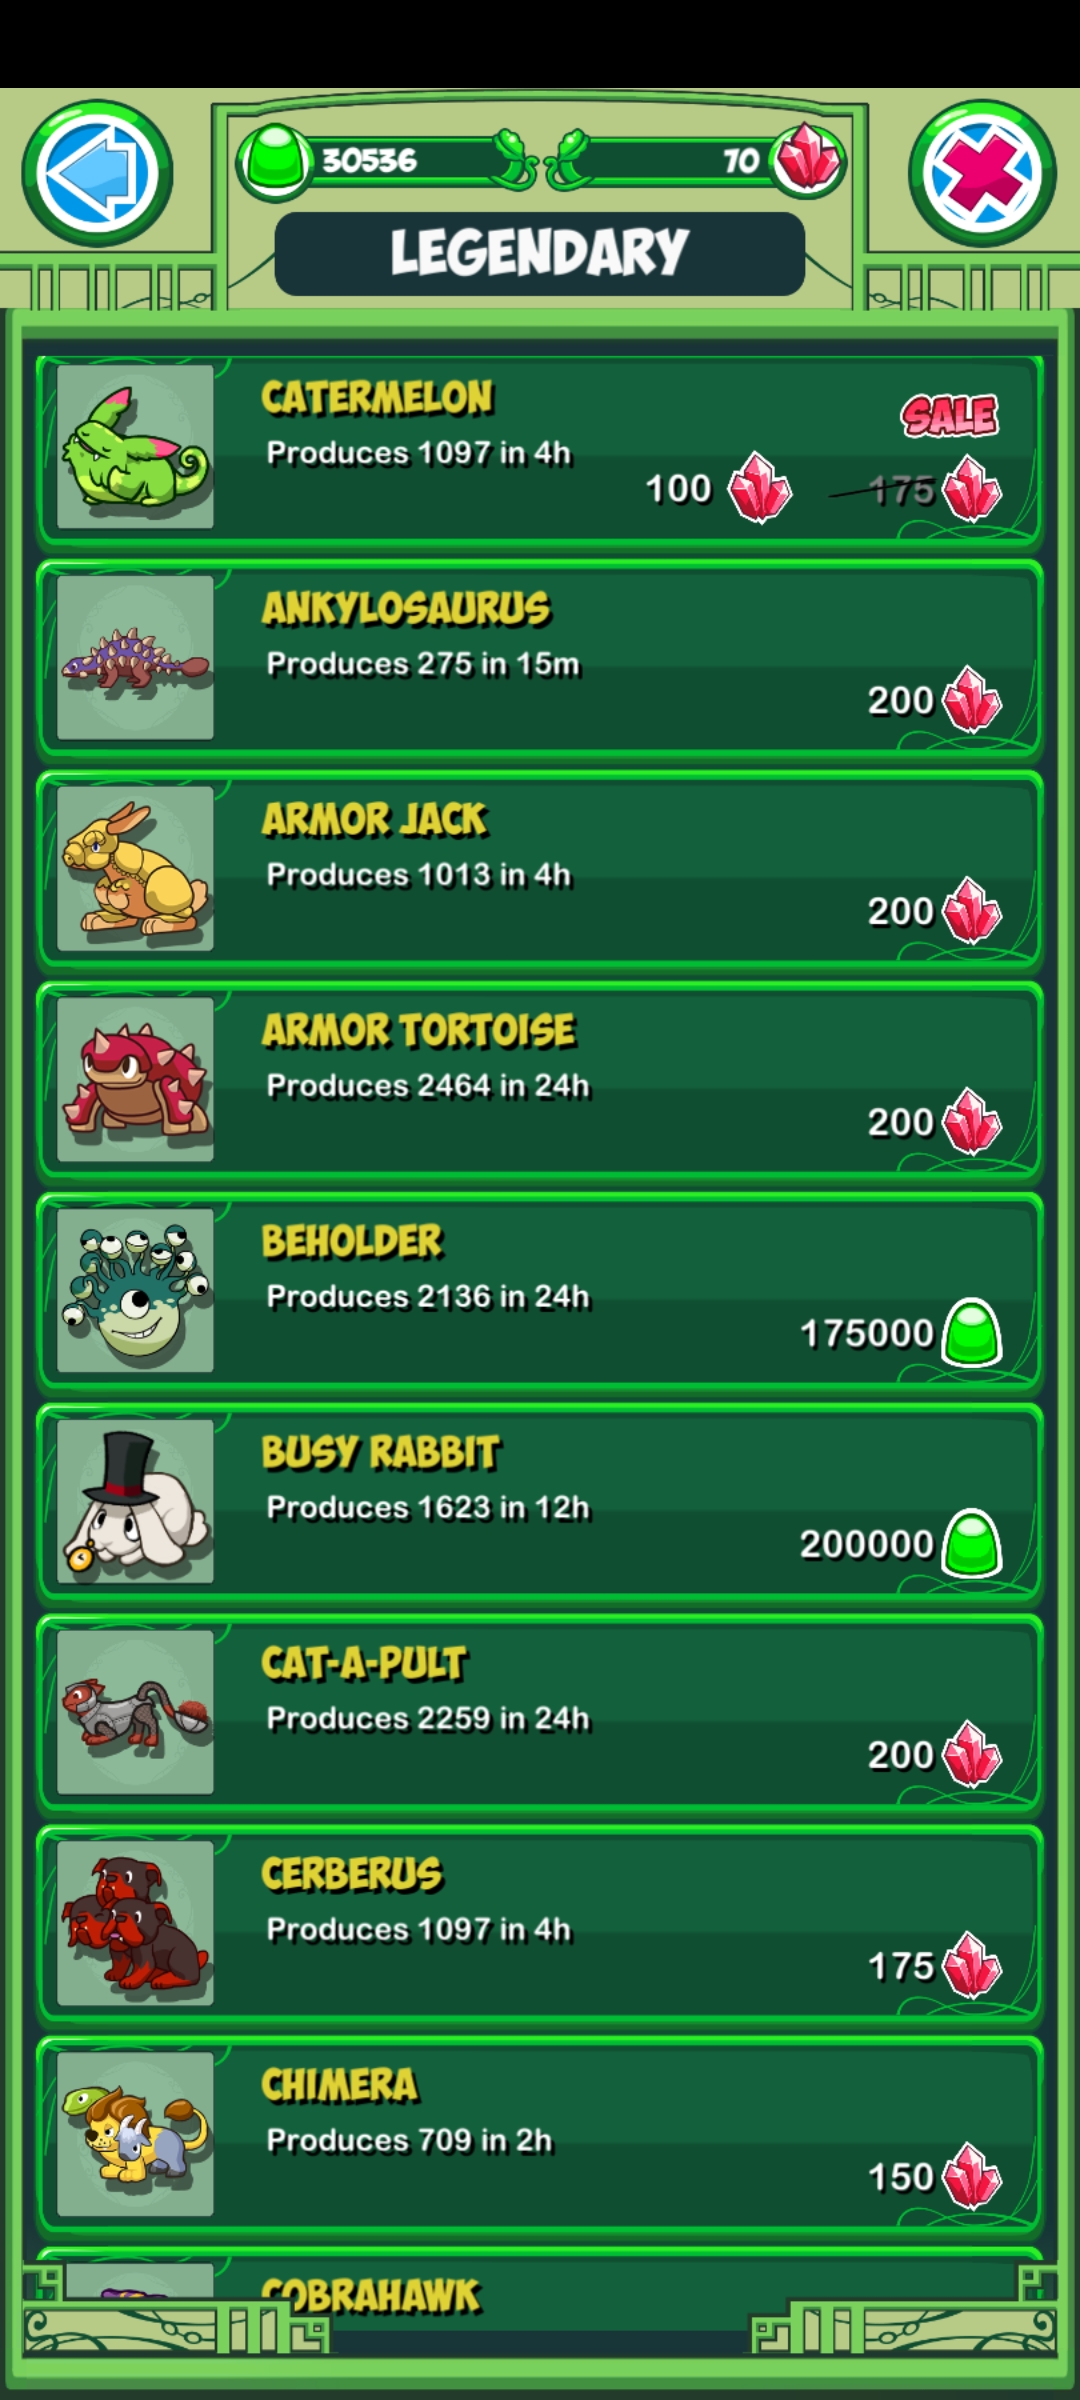 30536
70
LEGENDARY
CATERMELON
SALE
Produces 1097 in 4h
100
175
ANKYLOSAURUS
Produces 275 in 15m
200
ARMOR JACK
Produces 1013 in 4h
200
ARMOR TORTOISE
Produces 2464 in 24h
200
BEHOLDER
Produces 2136 in 24h
175000
BUSY RABBIT
Produces 1623 in 12h
200000
CAT-A-PULT
Produces 2259 in 24h
200
CERBERUS
Produces 1097 in 4h
175
CHIMERA
Produces 709 in 2h
150
COBRAHAWK